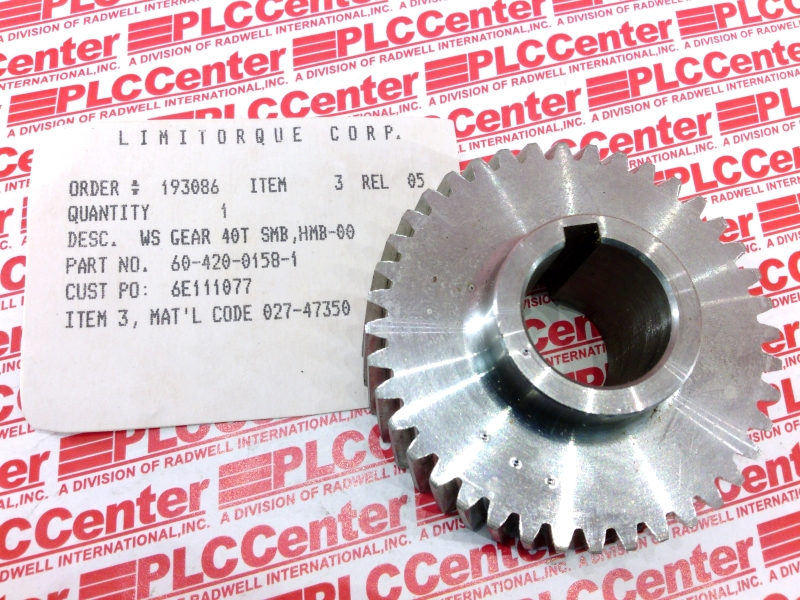 LIMITORQUE CORP.
ORDER # 193086 ITEM 3 REL 05
QUANTITY 1
DESC. WS GEAR 40T SMB,HMB-00
PART NO. 60-420-0158-1
CUST PO: 6E111077
ITEM 3, MAT'L CODE 027-47350
PLCCenter
A DIVISION OF RADWELL INTERNATIONAL,INC.